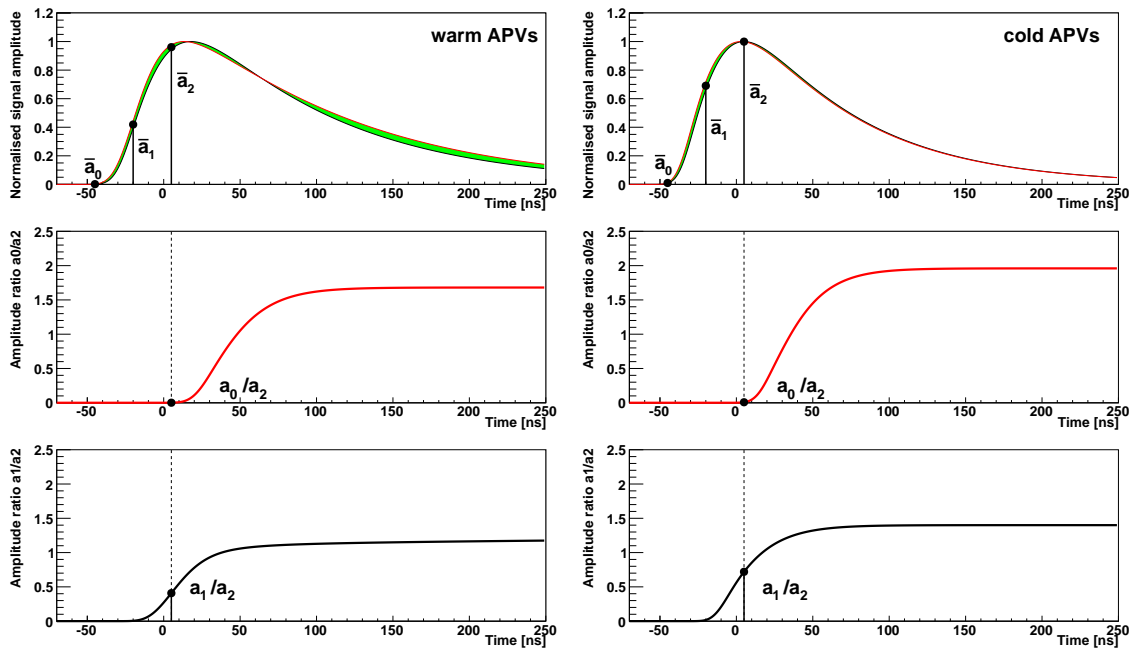 warm APVs
Normalised signal amplitude
1.2
1.0
0.8
0.6
0.4
0.2
0
ā₀
ā₁
ā₂
-50 0 50 100 150 200 250
Time [ns]
cold APVs
Normalised signal amplitude
1.2
1.0
0.8
0.6
0.4
0.2
0
ā₀
ā₁
ā₂
-50 0 50 100 150 200 250
Time [ns]
Amplitude ratio a0/a2
2.5
2
1.5
1
0.5
0
a₀/a₂
-50 0 50 100 150 200 250
Time [ns]
Amplitude ratio a0/a2
2.5
2
1.5
1
0.5
0
a₀/a₂
-50 0 50 100 150 200 250
Time [ns]
Amplitude ratio a1/a2
2.5
2
1.5
1
0.5
0
a₁/a₂
-50 0 50 100 150 200 250
Time [ns]
Amplitude ratio a1/a2
2.5
2
1.5
1
0.5
0
a₁/a₂
-50 0 50 100 150 200 250
Time [ns]